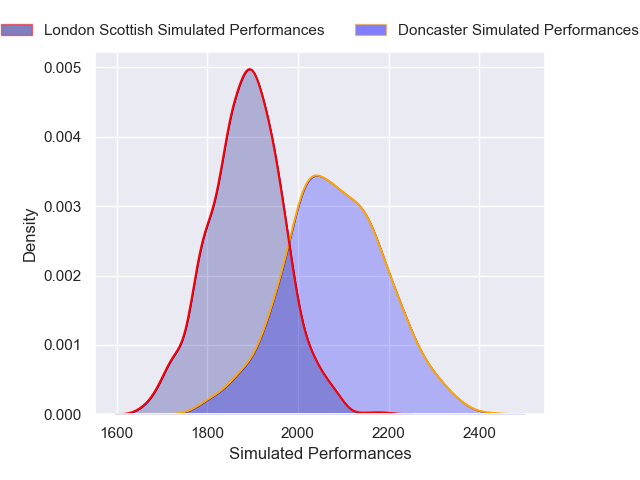 London Scottish Simulated Performances
Doncaster Simulated Performances
0.005
0.004
0.003
0.002
0.001
0.000
Density
1600
1800
2000
2200
2400
Simulated Performances